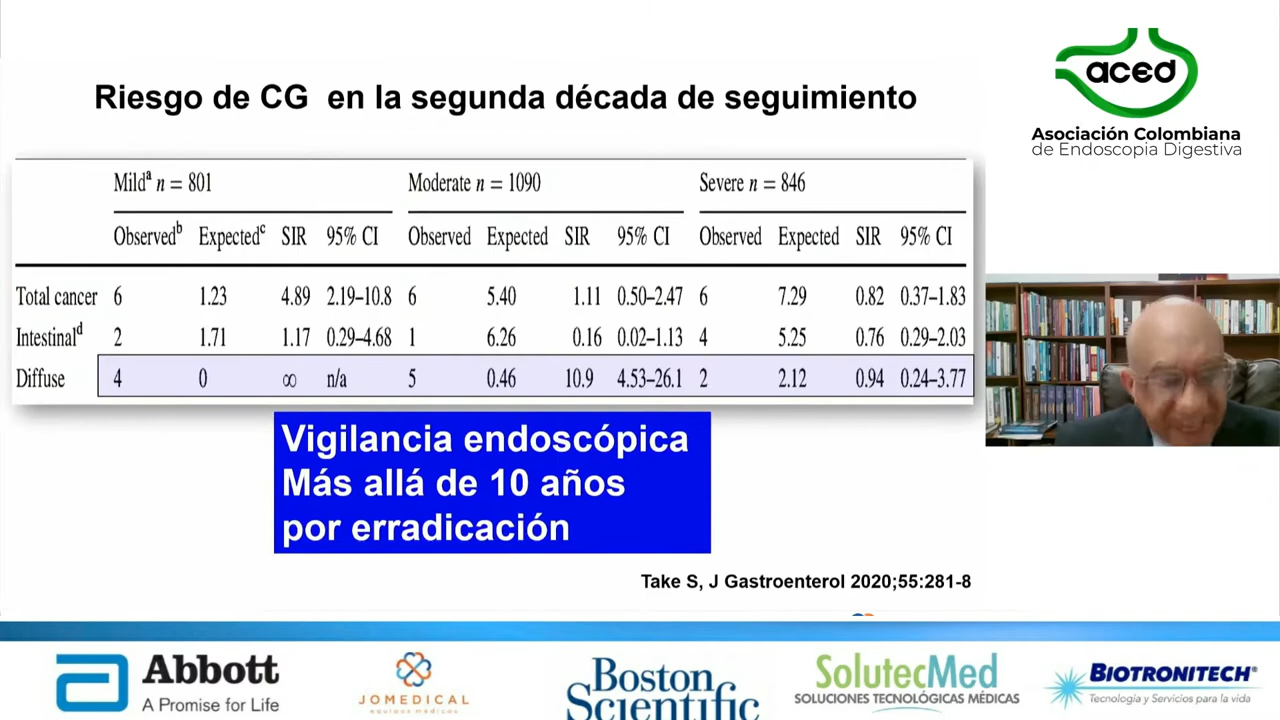 Riesgo de CG en la segunda década de seguimiento
aced
Asociación Colombiana
de Endoscopia Digestiva
Mildᵃ n = 801 Moderate n = 1090 Severe n = 846
Observedᵇ Expectedᶜ SIR 95% CI Observed Expected SIR 95% CI Observed Expected SIR 95% CI
Total cancer 6 1.23 4.89 2.19–10.8 6 5.40 1.11 0.50–2.47 6 7.29 0.82 0.37–1.83
Intestinalᵈ 2 1.71 1.17 0.29–4.68 1 6.26 0.16 0.02–1.13 4 5.25 0.76 0.29–2.03
Diffuse 4 0 ∞ n/a 5 0.46 10.9 4.53–26.1 2 2.12 0.94 0.24–3.77
Vigilancia endoscópica
Más allá de 10 años
por erradicación
Take S, J Gastroenterol 2020;55:281-8
Abbott
A Promise for Life
JOMEDICAL
equipos médicos
Boston
Scientific
SolutecMed
SOLUCIONES TECNOLÓGICAS MÉDICAS
BIOTRONITECH®
Tecnología y Servicios para la vida